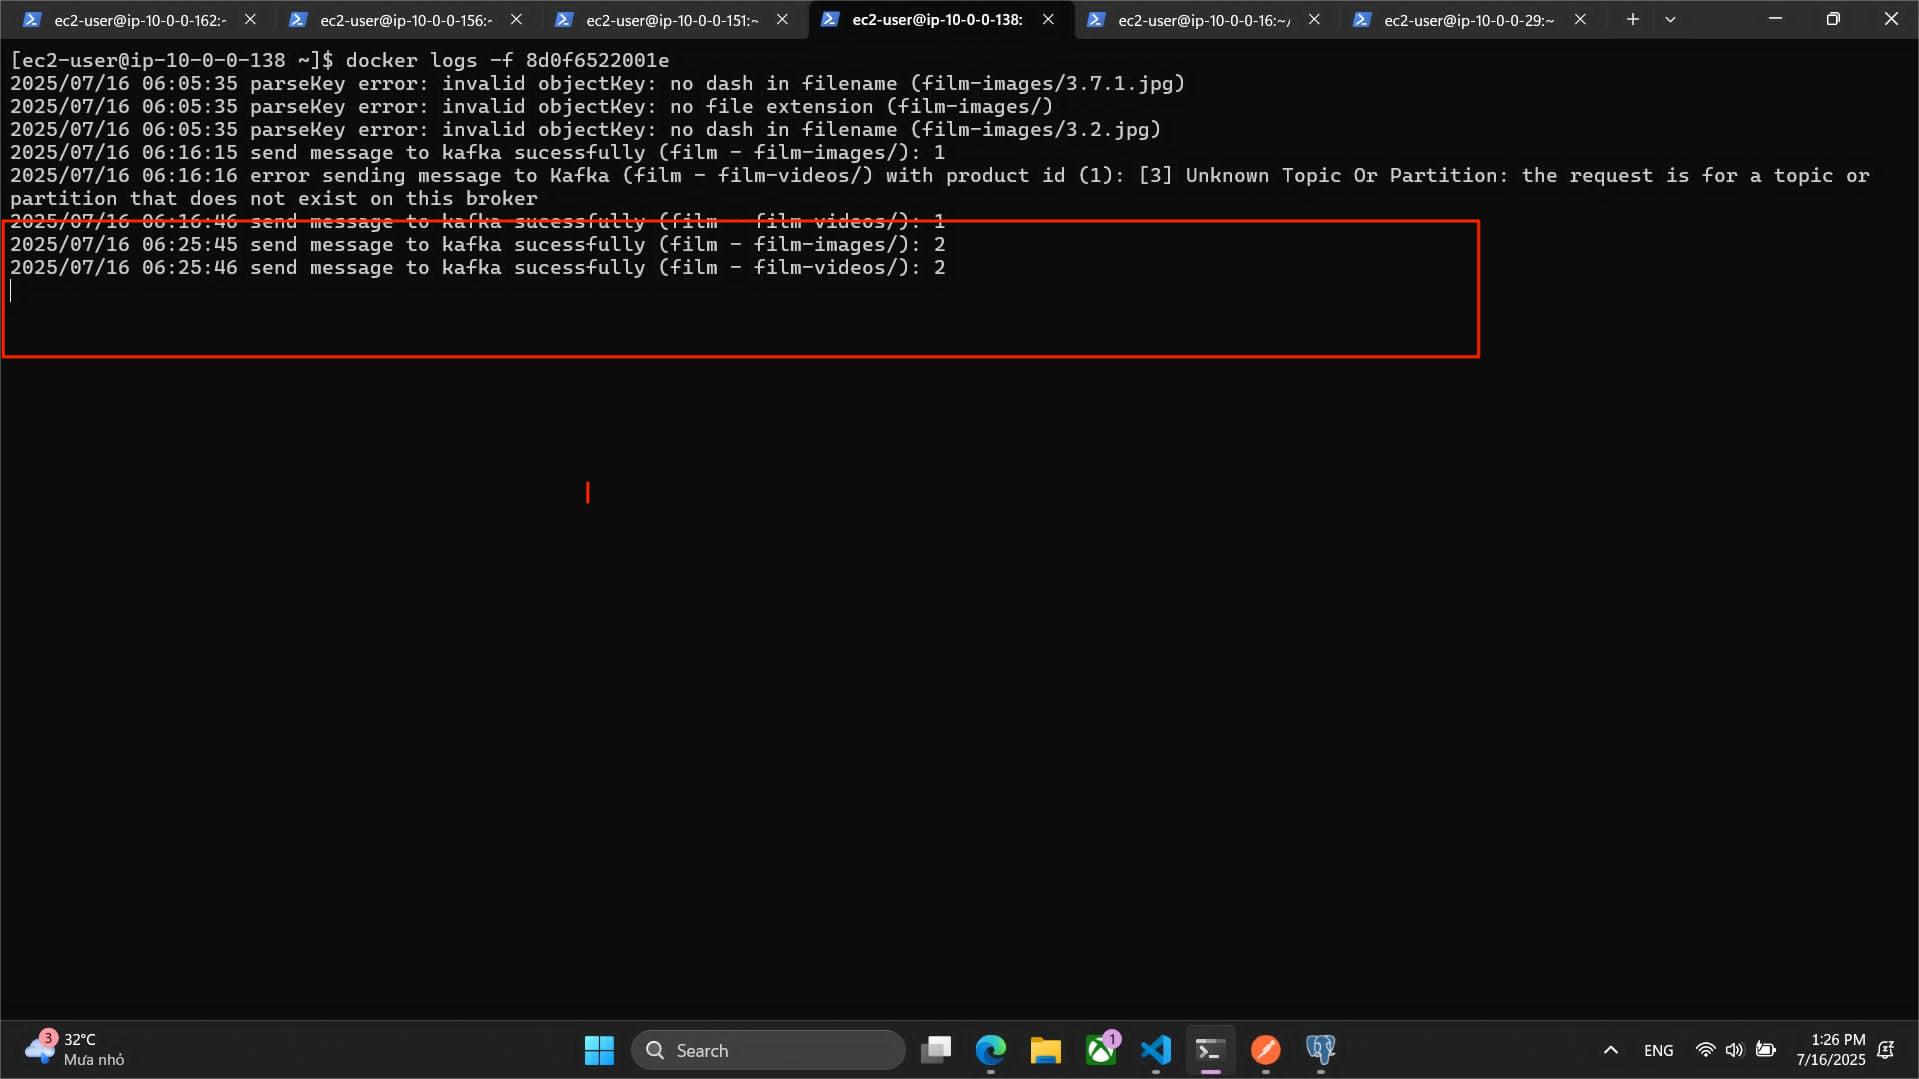 ec2-user@ip-10-0-0-162:~
ec2-user@ip-10-0-0-156:~
ec2-user@ip-10-0-0-151:~
ec2-user@ip-10-0-0-138:
ec2-user@ip-10-0-0-16:~/
ec2-user@ip-10-0-0-29:~
[ec2-user@ip-10-0-0-138 ~]$ docker logs -f 8d0f6522001e
2025/07/16 06:05:35 parseKey error: invalid objectKey: no dash in filename (film-images/3.7.1.jpg)
2025/07/16 06:05:35 parseKey error: invalid objectKey: no file extension (film-images/)
2025/07/16 06:05:35 parseKey error: invalid objectKey: no dash in filename (film-images/3.2.jpg)
2025/07/16 06:16:15 send message to kafka sucessfully (film - film-images/): 1
2025/07/16 06:16:16 error sending message to Kafka (film - film-videos/) with product id (1): [3] Unknown Topic Or Partition: the request is for a topic or
partition that does not exist on this broker
2025/07/16 06:16:46 send message to kafka sucessfully (film - film-videos/): 1
2025/07/16 06:25:45 send message to kafka sucessfully (film - film-images/): 2
2025/07/16 06:25:46 send message to kafka sucessfully (film - film-videos/): 2
3
32°C
Mưa nhỏ
Search
1
ENG
1:26 PM
7/16/2025